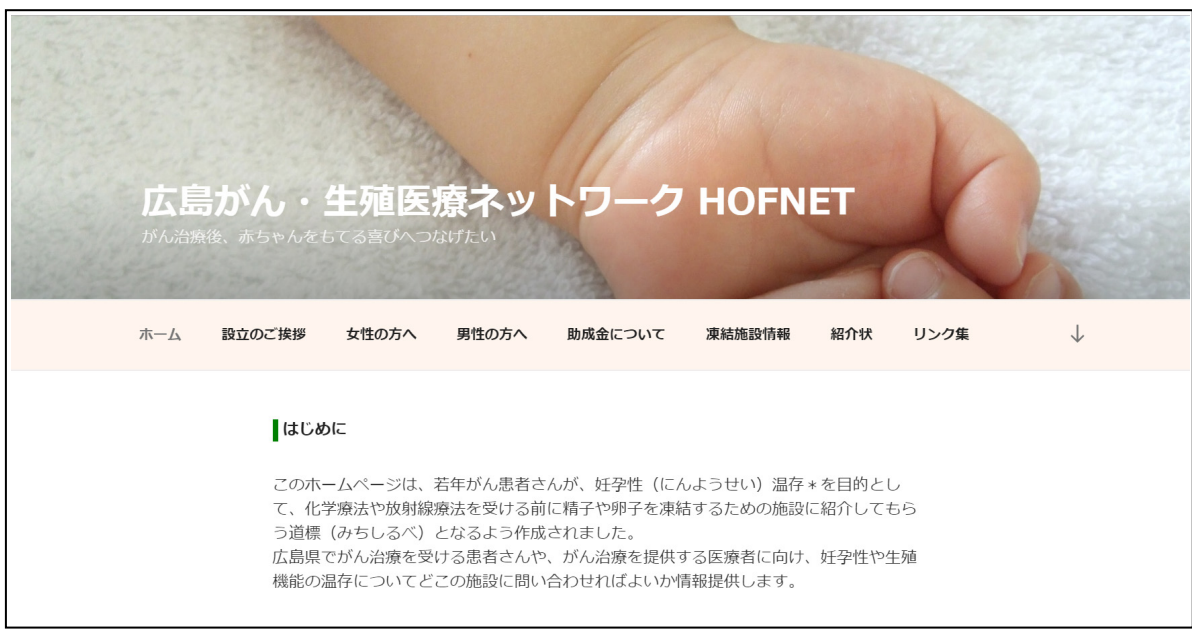 広島がん・生殖医療ネットワーク HOFNET
がん治療後、赤ちゃんをもてる喜びへつなげたい
ホーム 設立のご挨拶 女性の方へ 男性の方へ 助成金について 凍結施設情報 紹介状 リンク集 ↓
はじめに
このホームページは、若年がん患者さんが、妊孕性（にんようせい）温存＊を目的とし
て、化学療法や放射線療法を受ける前に精子や卵子を凍結するための施設に紹介してもら
う道標（みちしるべ）となるよう作成されました。
広島県でがん治療を受ける患者さんや、がん治療を提供する医療者に向け、妊孕性や生殖
機能の温存についてどこの施設に問い合わせればよいか情報提供します。